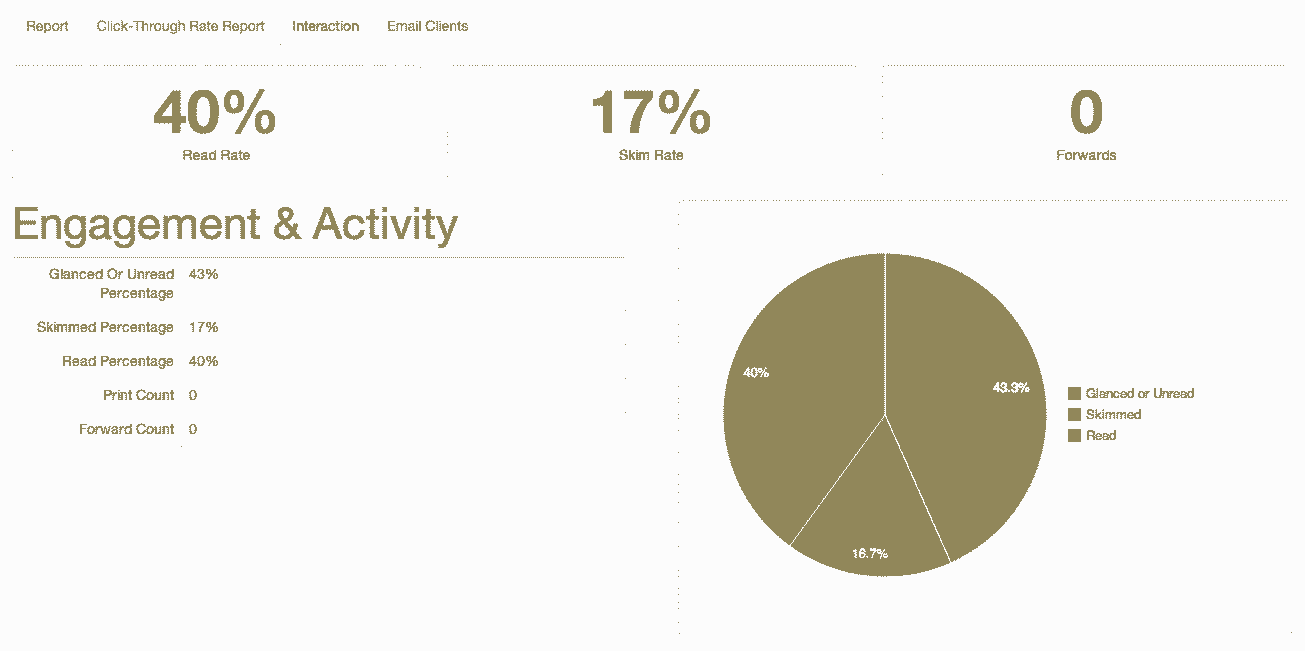 Report Click-Through Rate Report Interaction Email Clients
40%
Read Rate
17%
Skim Rate
0
Forwards
Engagement & Activity
Glanced Or Unread Percentage 43%
Skimmed Percentage 17%
Read Percentage 40%
Print Count 0
Forward Count 0
40%
43.3%
16.7%
Glanced or Unread
Skimmed
Read